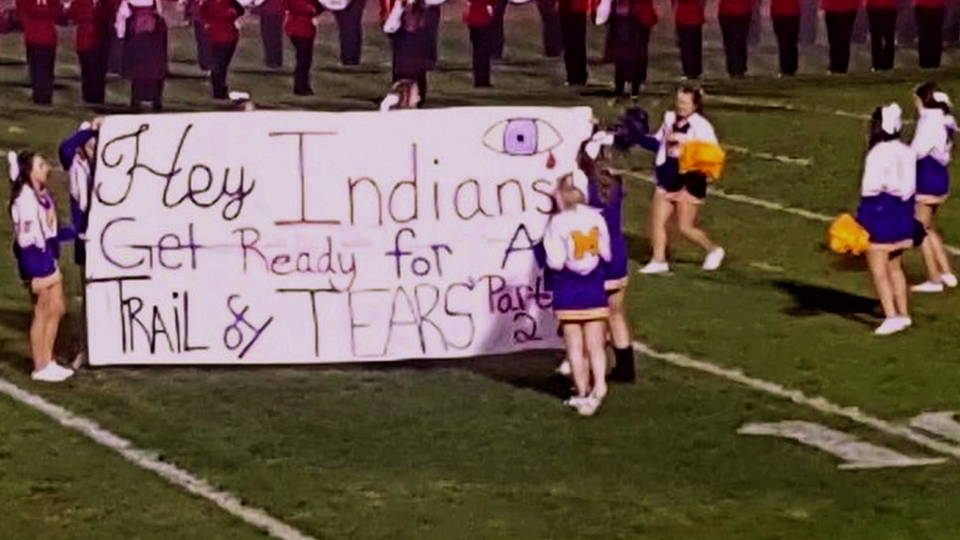 Hey Indians
Get Ready for A
TRAIL of TEARS" Part
2
M